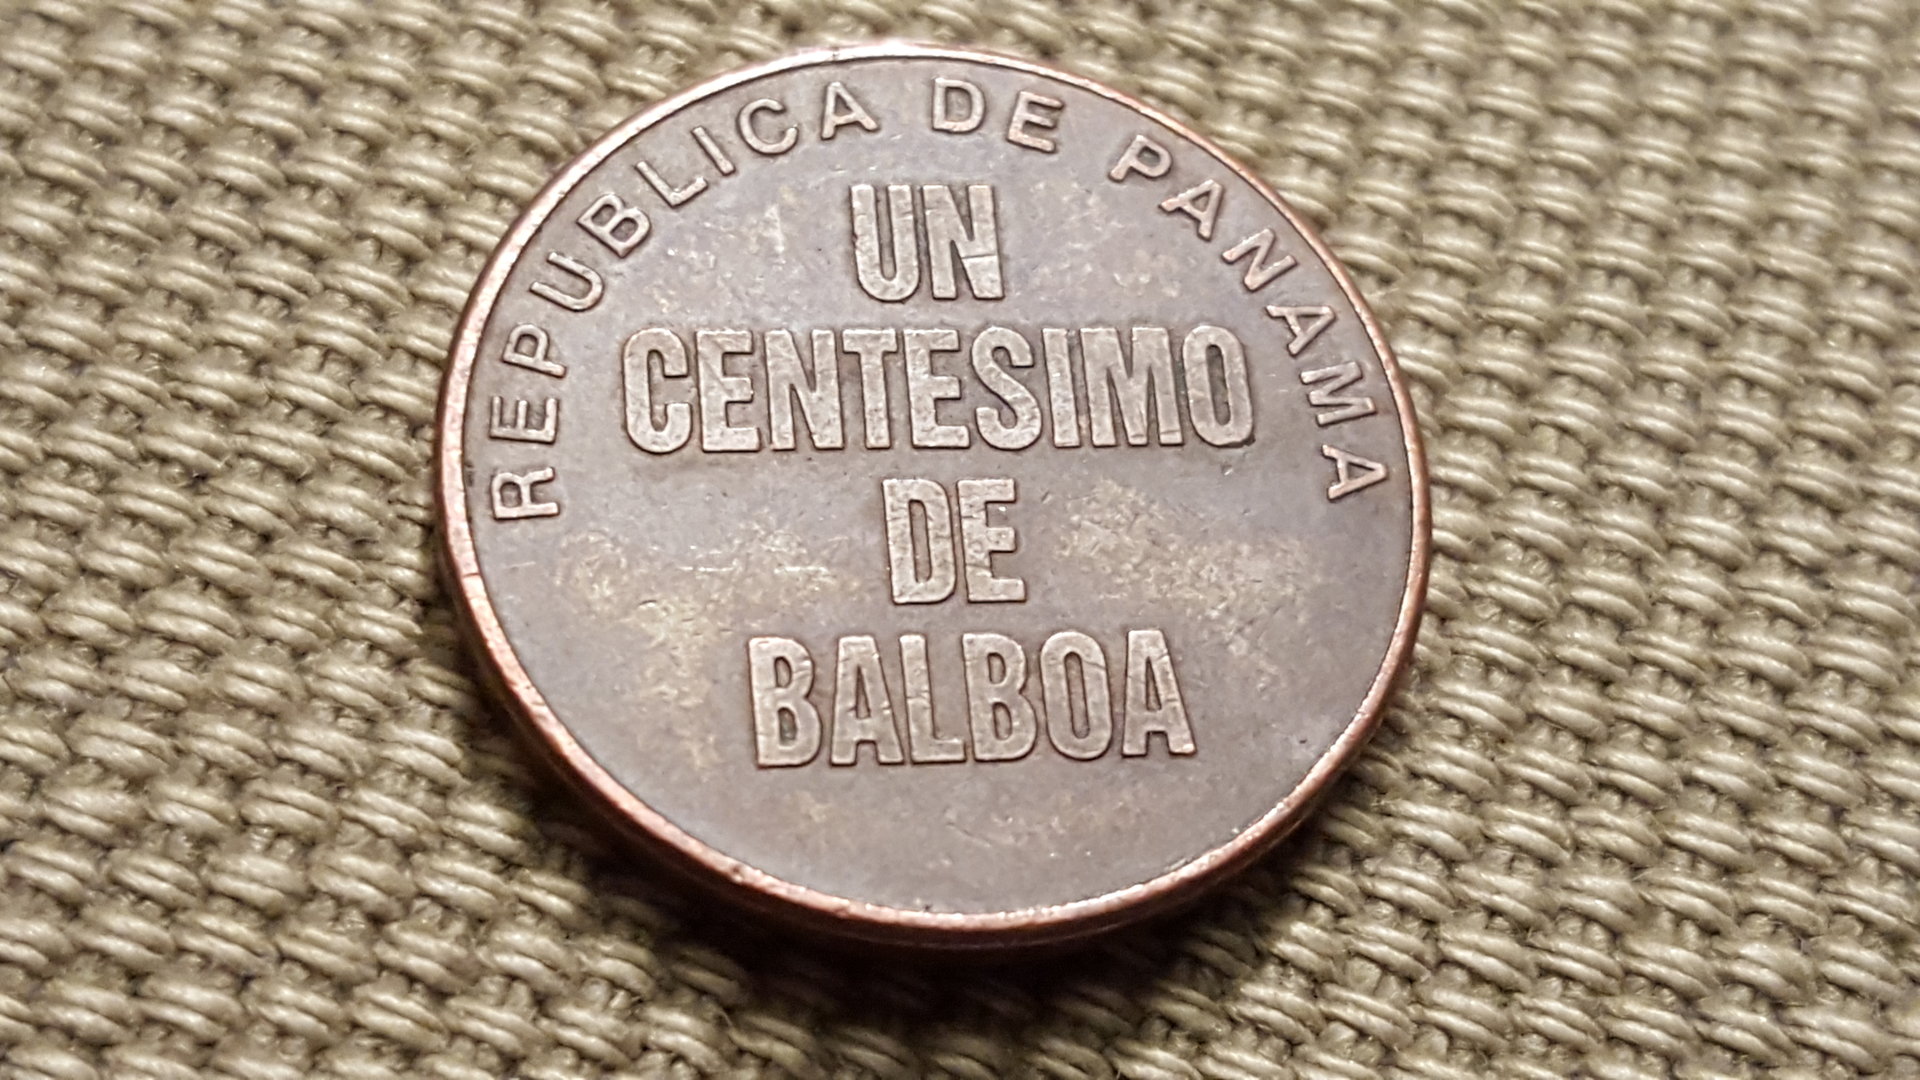 REPUBLICA DE PANAMA
UN
CENTESIMO
DE
BALBOA